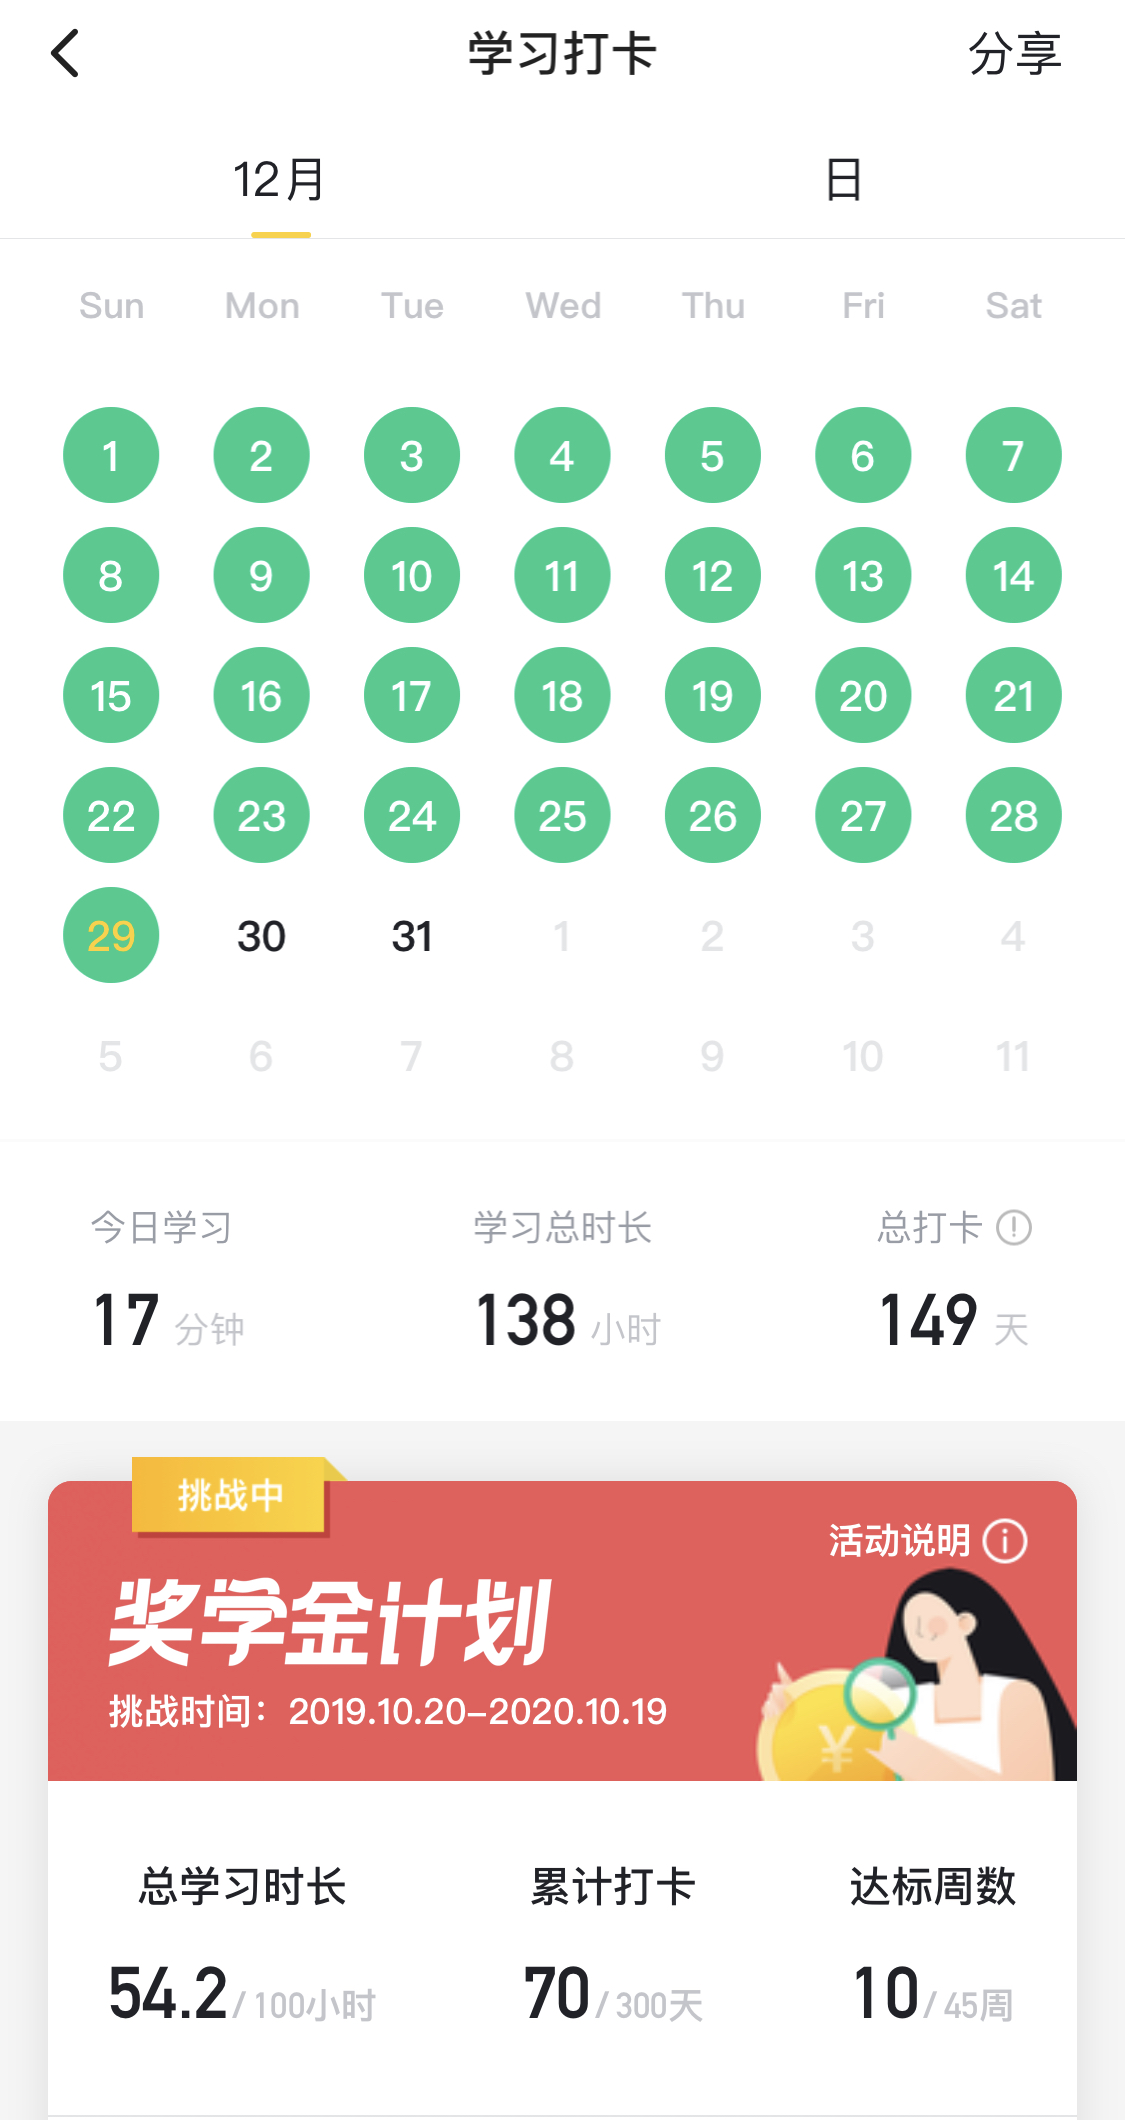 学习打卡 分享
12月 日
Sun Mon Tue Wed Thu Fri Sat
1 2 3 4 5 6 7
8 9 10 11 12 13 14
15 16 17 18 19 20 21
22 23 24 25 26 27 28
29 30 31 1 2 3 4
5 6 7 8 9 10 11
今日学习 学习总时长 总打卡
17 分钟 138 小时 149 天
挑战中
活动说明
奖学金计划
挑战时间：2019.10.20-2020.10.19
¥
总学习时长 累计打卡 达标周数
54.2/100小时 70/300天 10/45周